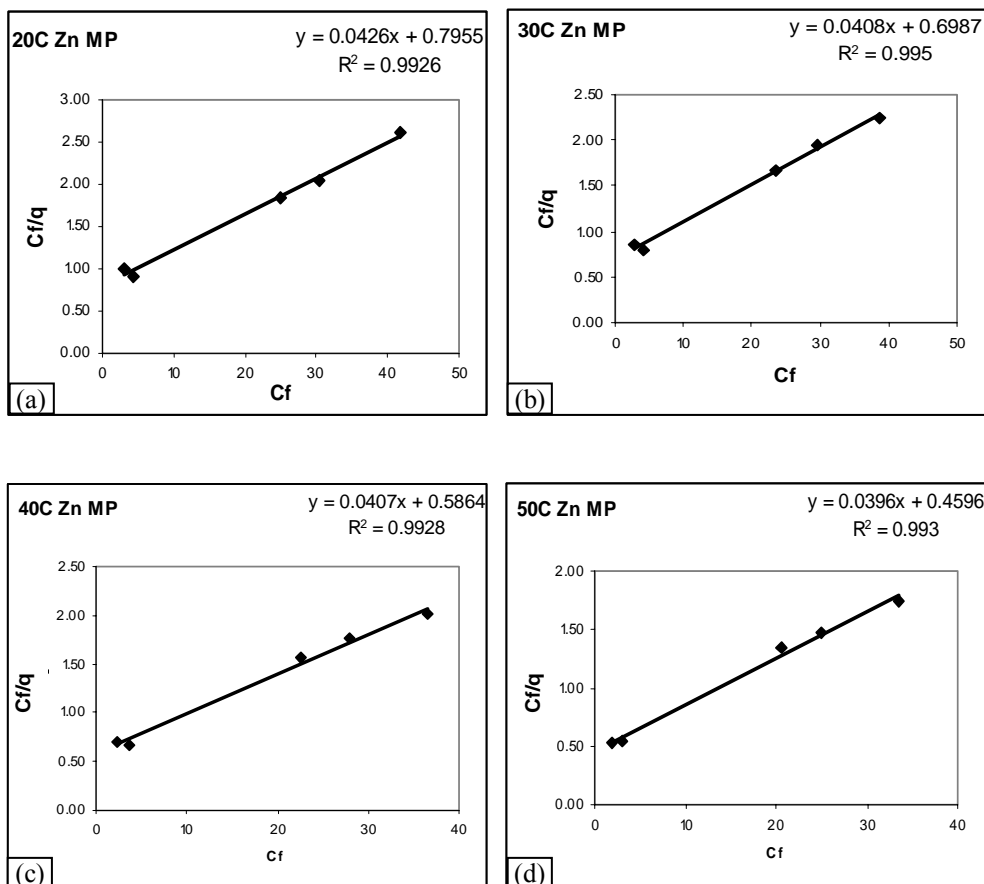 20C Zn MP
y = 0.0426x + 0.7955
R² = 0.9926
3.00
2.50
2.00
1.50
1.00
0.50
0.00
Cf/q
0 10 20 30 40 50
Cf
(a)
30C Zn MP
y = 0.0408x + 0.6987
R² = 0.995
2.50
2.00
1.50
1.00
0.50
0.00
Cf/q
0 10 20 30 40 50
Cf
(b)
40C Zn MP
y = 0.0407x + 0.5864
R² = 0.9928
2.50
2.00
1.50
1.00
0.50
0.00
Cf/q
0 10 20 30 40
Cf
(c)
50C Zn MP
y = 0.0396x + 0.4596
R² = 0.993
2.00
1.50
1.00
0.50
0.00
Cf/q
0 10 20 30 40
Cf
(d)